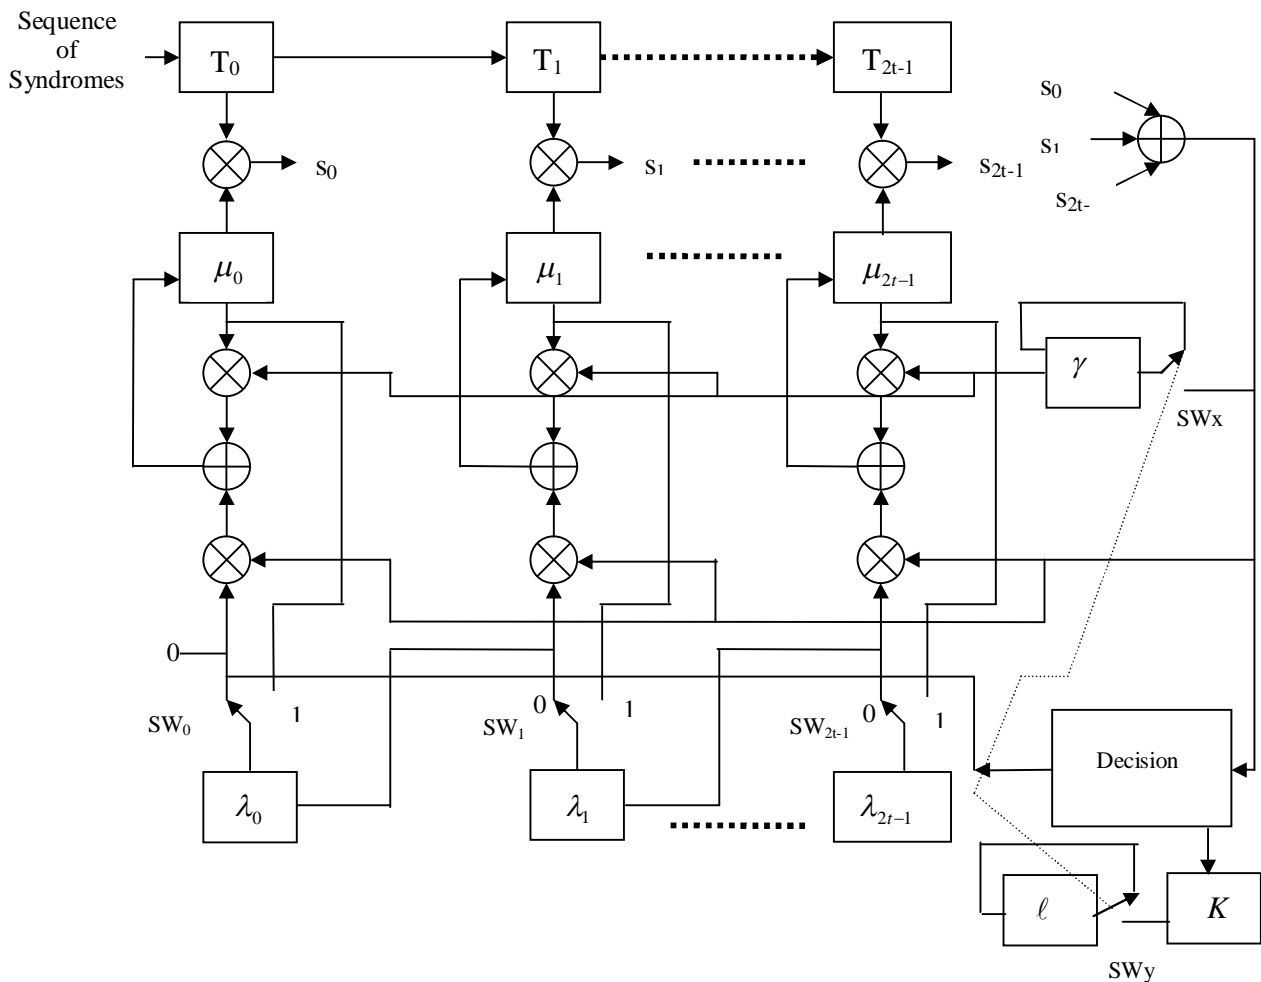 Sequence
of
Syndromes
T0
T1
T2t-1
s0
s1
s2t-1
s0
s1
s2t-
μ0
μ1
μ2t−1
γ
SWx
0
SW0
1
0
SW1
1
0
SW2t-1
1
Decision
λ0
λ1
λ2t−1
ℓ
K
SWy